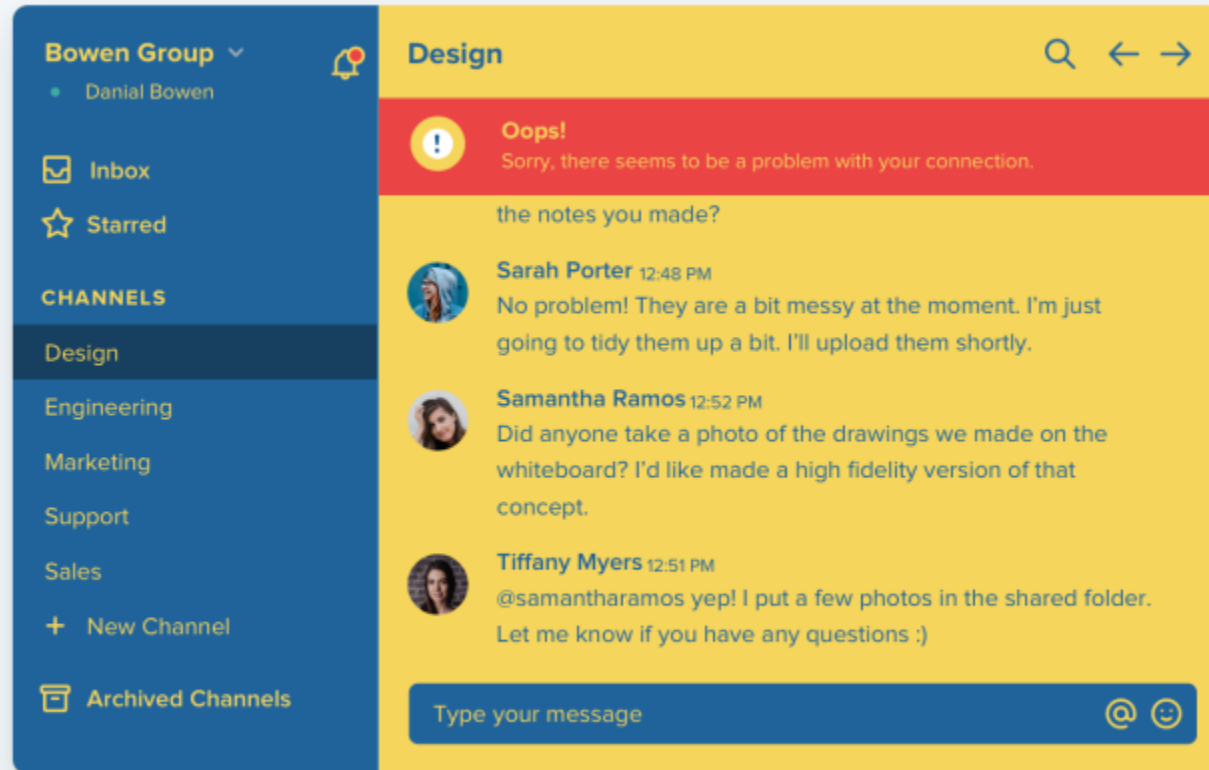 Bowen Group
Danial Bowen
Inbox
Starred
CHANNELS
Design
Engineering
Marketing
Support
Sales
+ New Channel
Archived Channels
Design
!
Oops!
Sorry, there seems to be a problem with your connection.
the notes you made?
Sarah Porter 12:48 PM
No problem! They are a bit messy at the moment. I’m just
going to tidy them up a bit. I’ll upload them shortly.
Samantha Ramos 12:52 PM
Did anyone take a photo of the drawings we made on the
whiteboard? I’d like made a high fidelity version of that
concept.
Tiffany Myers 12:51 PM
@samantharamos yep! I put a few photos in the shared folder.
Let me know if you have any questions :)
Type your message @